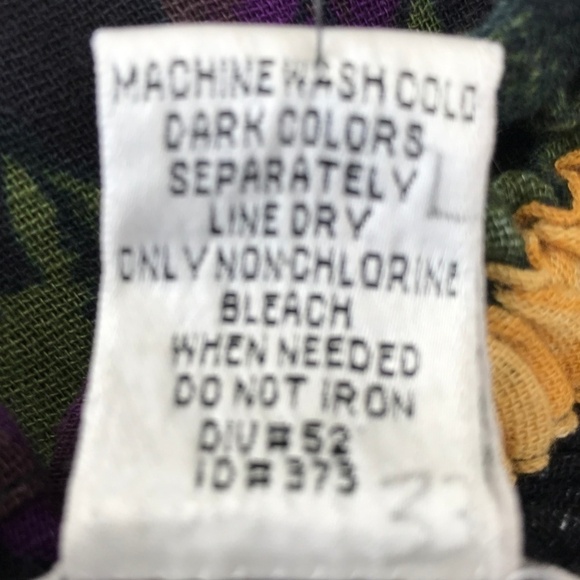 MACHINE WASH COLD
DARK COLORS
SEPARATELY
LINE DRY
ONLY NON-CHLORINE
BLEACH
WHEN NEEDED
DO NOT IRON
DIV#52
ID#373